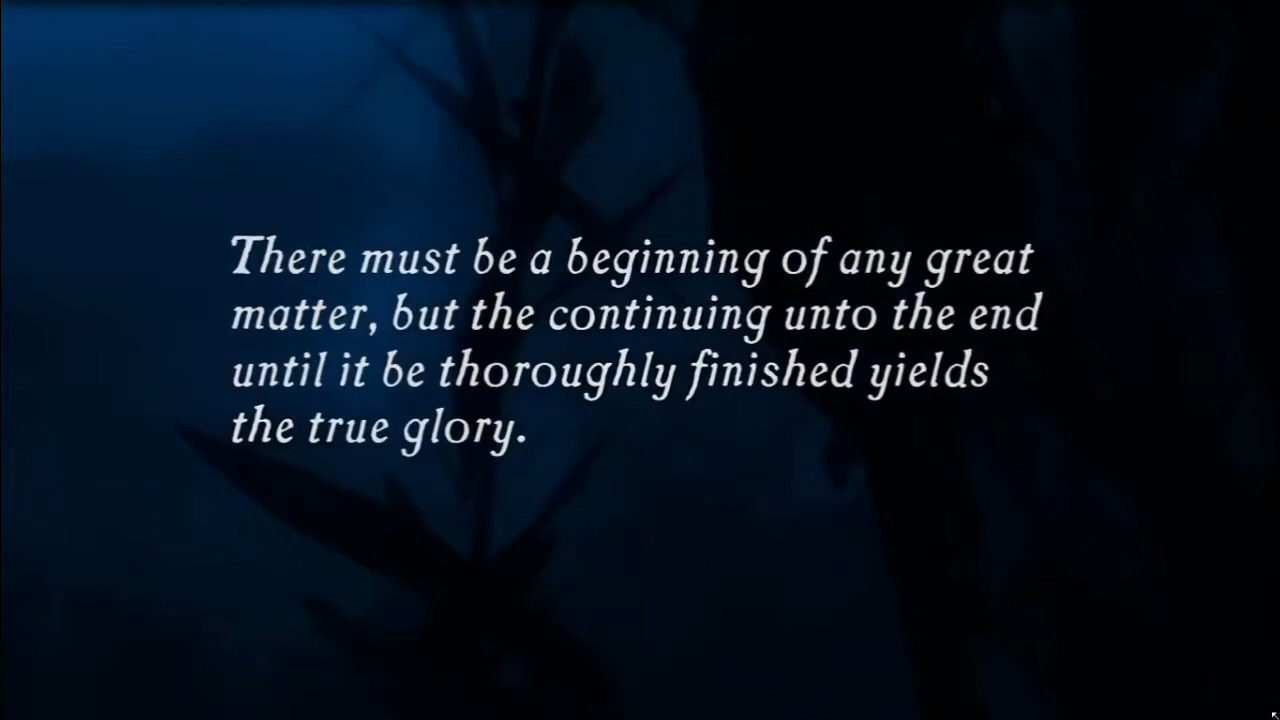 There must be a beginning of any great
matter, but the continuing unto the end
until it be thoroughly finished yields
the true glory.